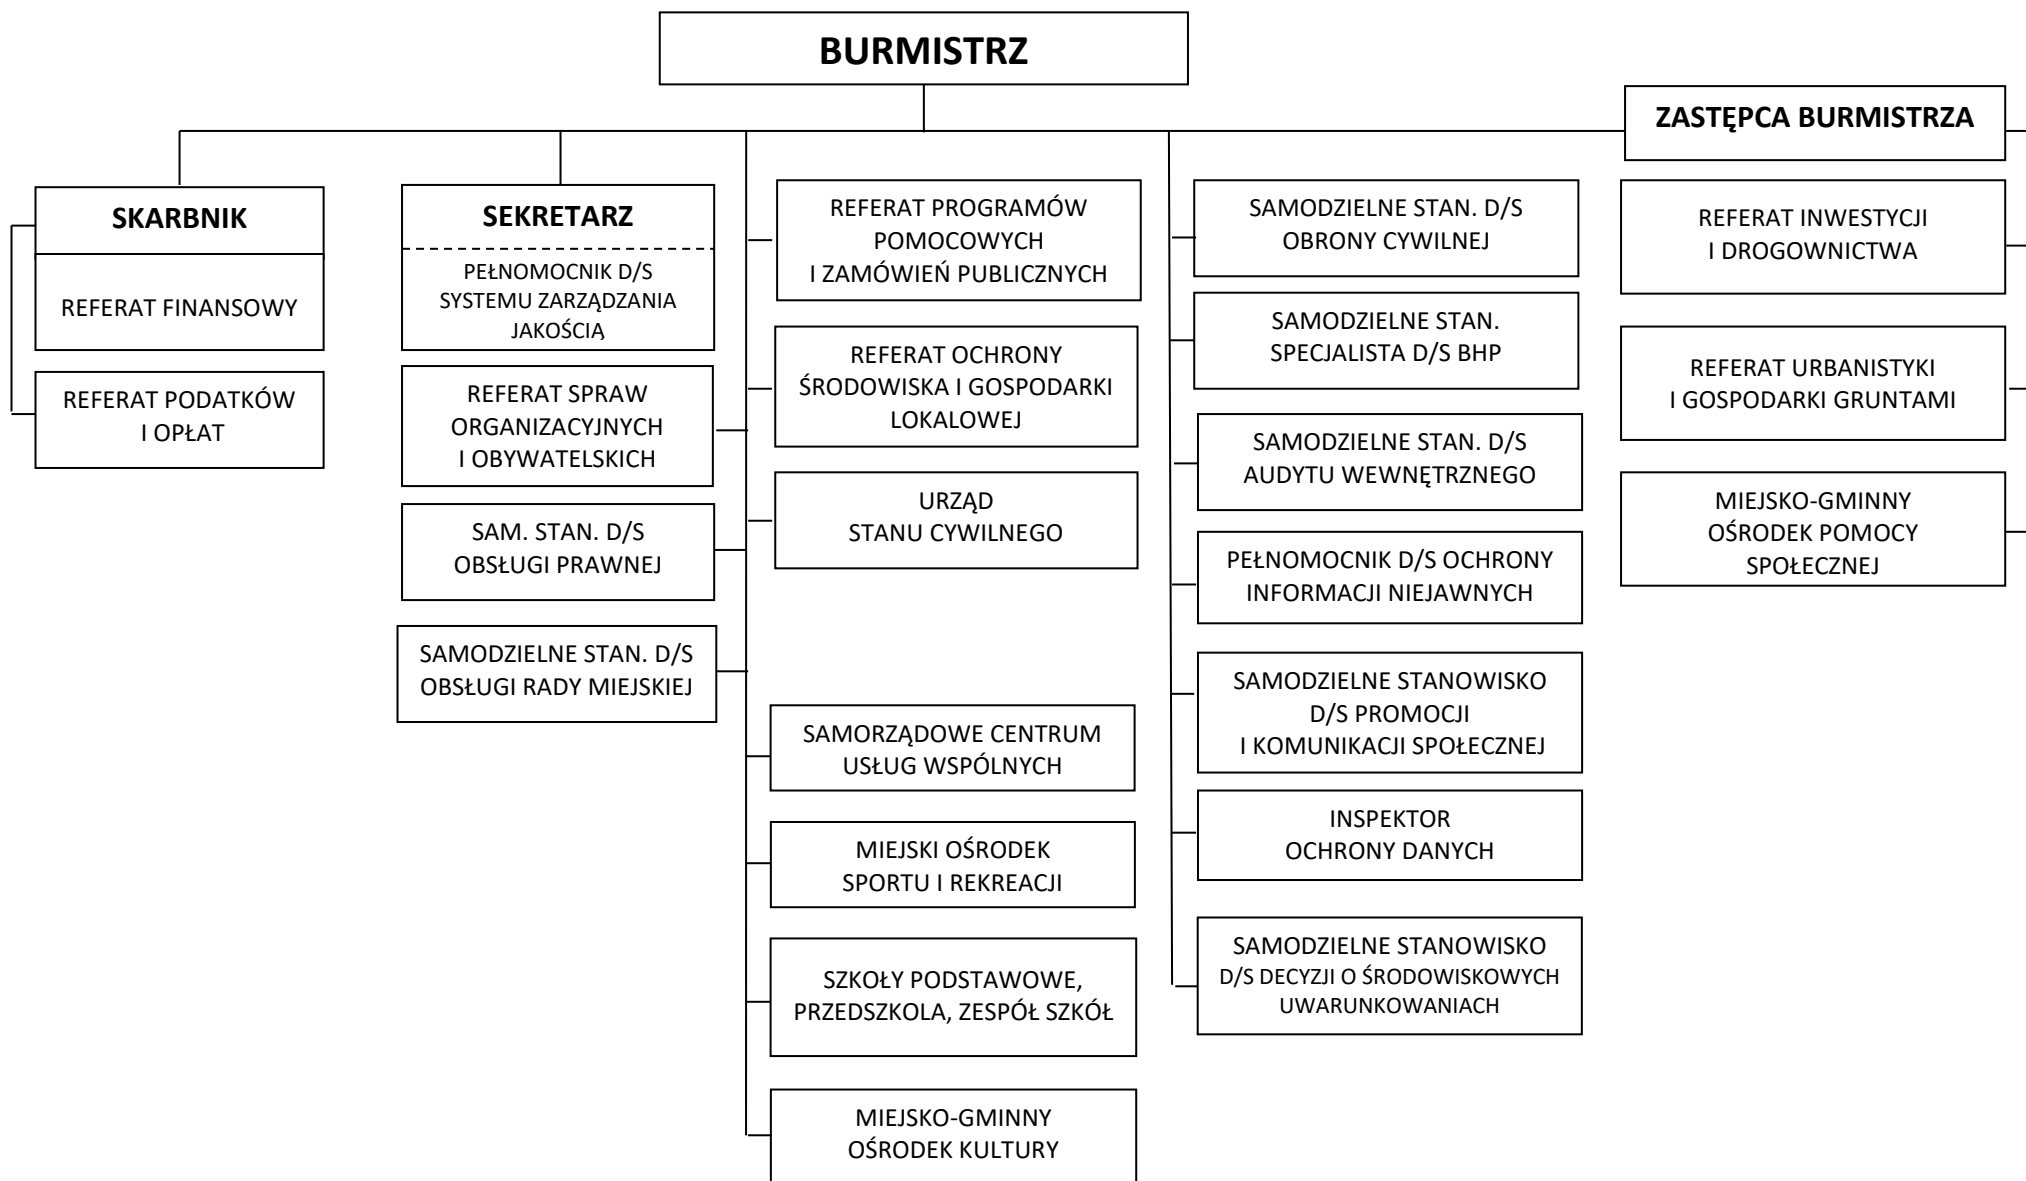 BURMISTRZ
ZASTĘPCA BURMISTRZA
SKARBNIK
REFERAT FINANSOWY
REFERAT PODATKÓW
I OPŁAT
SEKRETARZ
PEŁNOMOCNIK D/S
SYSTEMU ZARZĄDZANIA
JAKOŚCIĄ
REFERAT SPRAW
ORGANIZACYJNYCH
I OBYWATELSKICH
SAM. STAN. D/S
OBSŁUGI PRAWNEJ
SAMODZIELNE STAN. D/S
OBSŁUGI RADY MIEJSKIEJ
REFERAT PROGRAMÓW
POMOCOWYCH
I ZAMÓWIEŃ PUBLICZNYCH
REFERAT OCHRONY
ŚRODOWISKA I GOSPODARKI
LOKALOWEJ
URZĄD
STANU CYWILNEGO
SAMORZĄDOWE CENTRUM
USŁUG WSPÓLNYCH
MIEJSKI OŚRODEK
SPORTU I REKREACJI
SZKOŁY PODSTAWOWE,
PRZEDSZKOLA, ZESPÓŁ SZKÓŁ
MIEJSKO-GMINNY
OŚRODEK KULTURY
SAMODZIELNE STAN. D/S
OBRONY CYWILNEJ
SAMODZIELNE STAN.
SPECJALISTA D/S BHP
SAMODZIELNE STAN. D/S
AUDYTU WEWNĘTRZNEGO
PEŁNOMOCNIK D/S OCHRONY
INFORMACJI NIEJAWNYCH
SAMODZIELNE STANOWISKO
D/S PROMOCJI
I KOMUNIKACJI SPOŁECZNEJ
INSPEKTOR
OCHRONY DANYCH
SAMODZIELNE STANOWISKO
D/S DECYZJI O ŚRODOWISKOWYCH
UWARUNKOWANIACH
REFERAT INWESTYCJI
I DROGOWNICTWA
REFERAT URBANISTYKI
I GOSPODARKI GRUNTAMI
MIEJSKO-GMINNY
OŚRODEK POMOCY
SPOŁECZNEJ